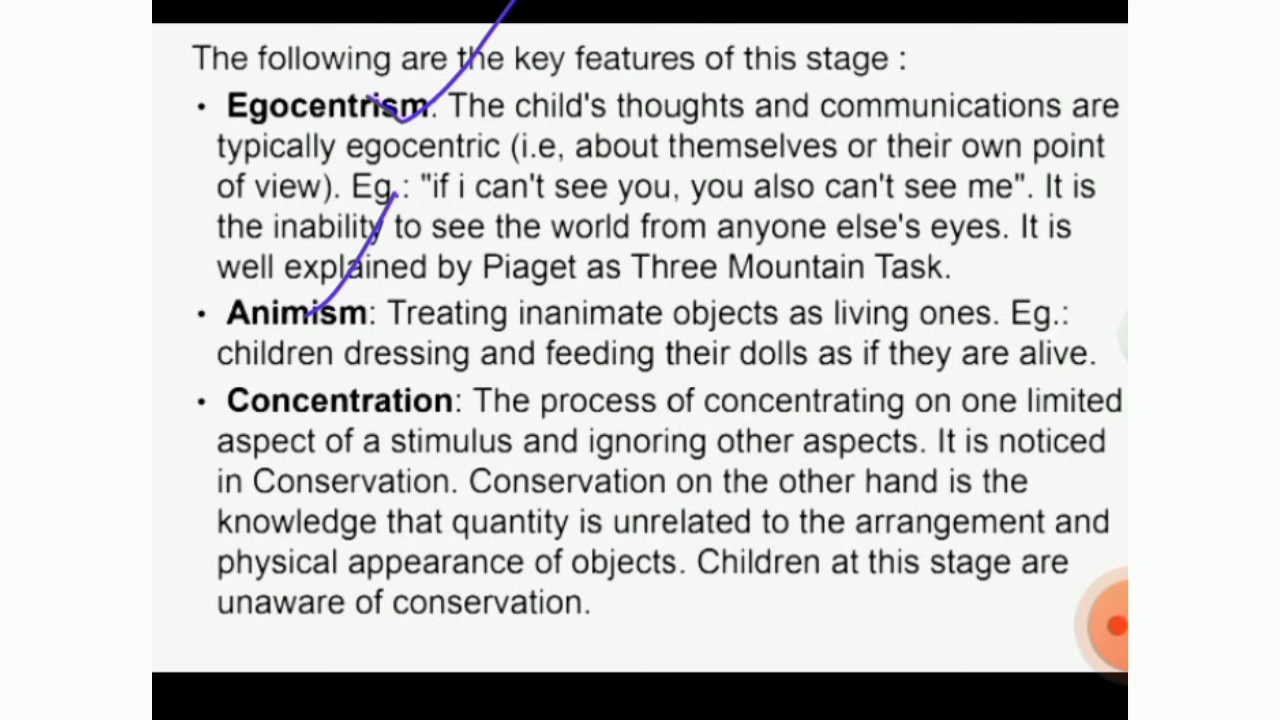 The following are the key features of this stage :
• Egocentrism: The child's thoughts and communications are
typically egocentric (i.e, about themselves or their own point
of view). Eg.: "if i can't see you, you also can't see me". It is
the inability to see the world from anyone else's eyes. It is
well explained by Piaget as Three Mountain Task.
• Animism: Treating inanimate objects as living ones. Eg.:
children dressing and feeding their dolls as if they are alive.
• Concentration: The process of concentrating on one limited
aspect of a stimulus and ignoring other aspects. It is noticed
in Conservation. Conservation on the other hand is the
knowledge that quantity is unrelated to the arrangement and
physical appearance of objects. Children at this stage are
unaware of conservation.